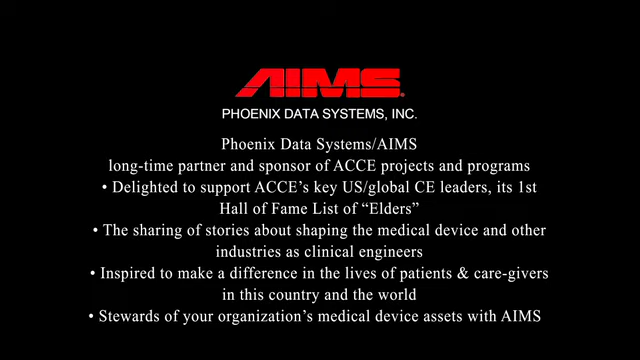 AIMS®
PHOENIX DATA SYSTEMS, INC.
Phoenix Data Systems/AIMS
long-time partner and sponsor of ACCE projects and programs
• Delighted to support ACCE’s key US/global CE leaders, its 1st
Hall of Fame List of “Elders”
• The sharing of stories about shaping the medical device and other
industries as clinical engineers
• Inspired to make a difference in the lives of patients & care-givers
in this country and the world
• Stewards of your organization’s medical device assets with AIMS